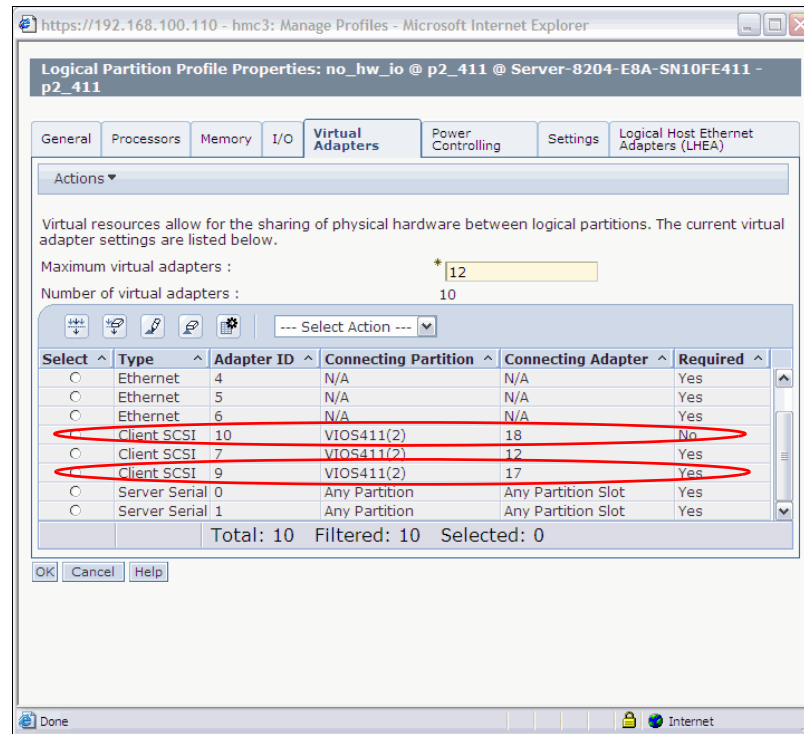 https://192.168.100.110 - hmc3: Manage Profiles - Microsoft Internet Explorer
Logical Partition Profile Properties: no_hw_io @ p2_411 @ Server-8204-E8A-SN10FE411 -
p2_411
General Processors Memory I/O Virtual Adapters Power Controlling Settings Logical Host Ethernet Adapters (LHEA)
Actions
Virtual resources allow for the sharing of physical hardware between logical partitions. The current virtual
adapter settings are listed below.
Maximum virtual adapters : * 12
Number of virtual adapters : 10
--- Select Action ---
Select ^ Type ^ Adapter ID ^ Connecting Partition ^ Connecting Adapter ^ Required ^
Ethernet 4 N/A N/A Yes
Ethernet 5 N/A N/A Yes
Ethernet 6 N/A N/A Yes
Client SCSI 10 VIOS411(2) 18 No
Client SCSI 7 VIOS411(2) 12 Yes
Client SCSI 9 VIOS411(2) 17 Yes
Server Serial 0 Any Partition Any Partition Slot Yes
Server Serial 1 Any Partition Any Partition Slot Yes
Total: 10 Filtered: 10 Selected: 0
OK Cancel Help
Done Internet